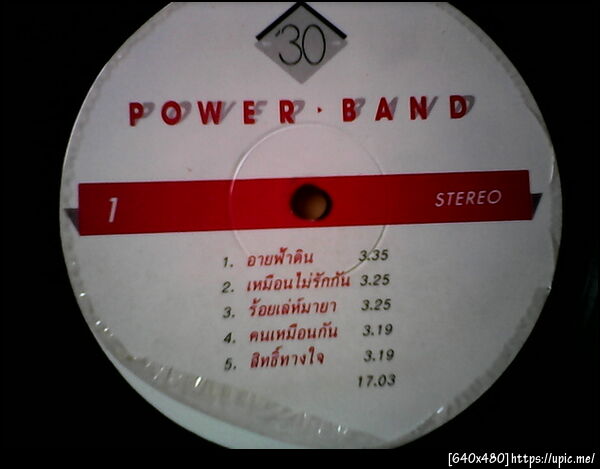 '30
POWER · BAND
1 STEREO
1. อายฟ้าดิน 3.35
2. เหมือนไม่รักกัน 3.25
3. ร้อยเล่ห์มายา 3.25
4. คนเหมือนกัน 3.19
5. สิทธิ์ทางใจ 3.19
17.03
[640x480]https://upic.me/